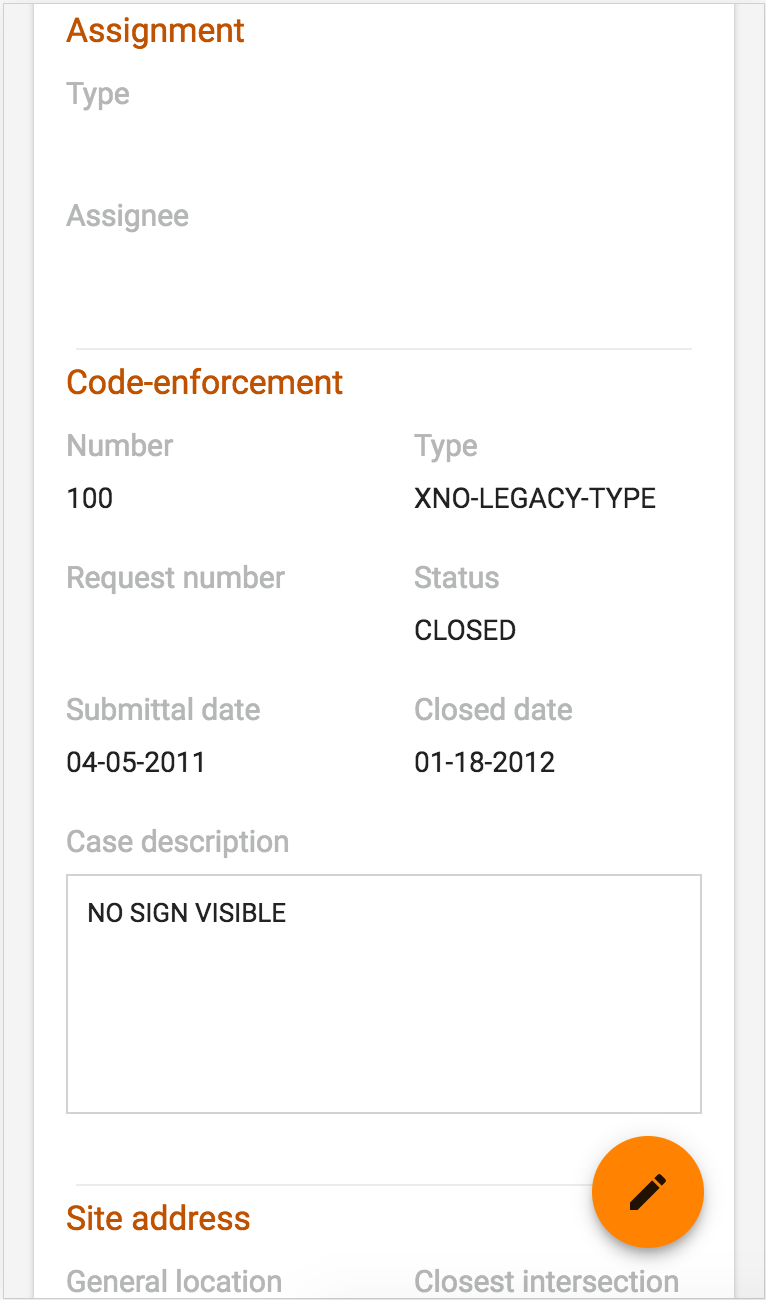 Assignment
Type
Assignee
Code-enforcement
Number Type
100 XNO-LEGACY-TYPE
Request number Status
CLOSED
Submittal date Closed date
04-05-2011 01-18-2012
Case description
NO SIGN VISIBLE
Site address
General location Closest intersection